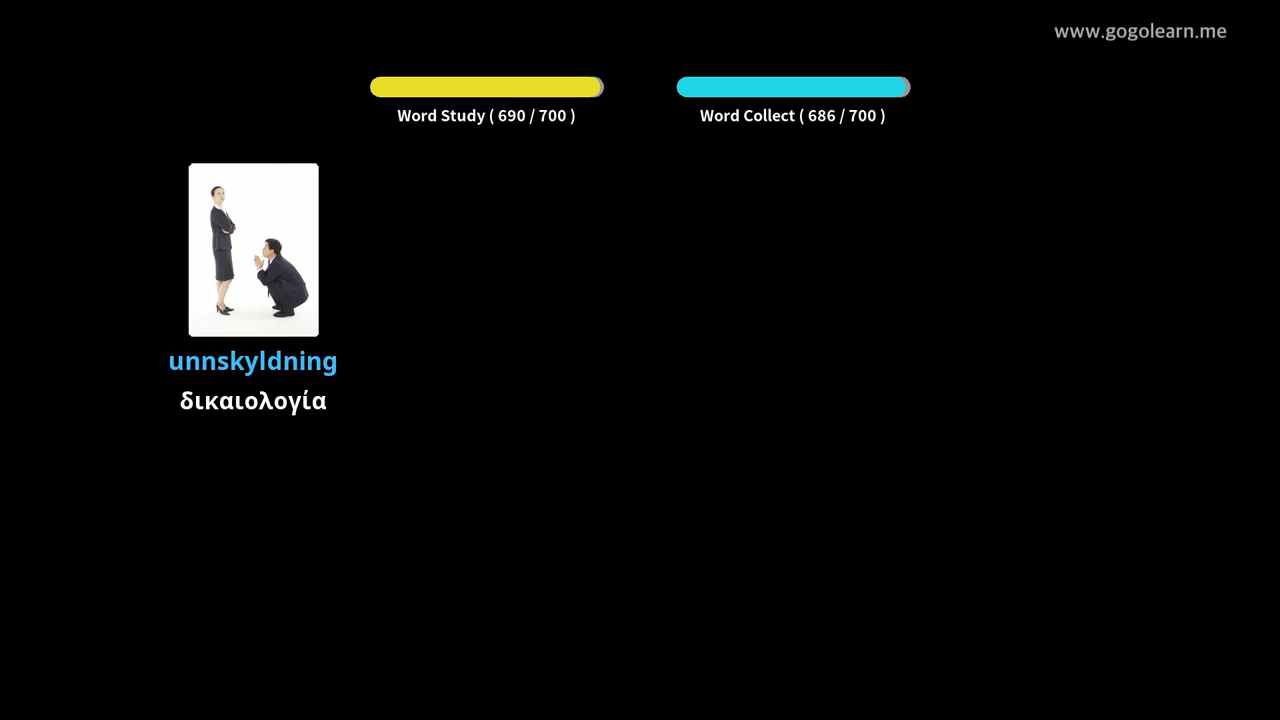 www.gogolearn.me
Word Study ( 690 / 700 )
Word Collect ( 686 / 700 )
unnskyldning
δικαιολογία